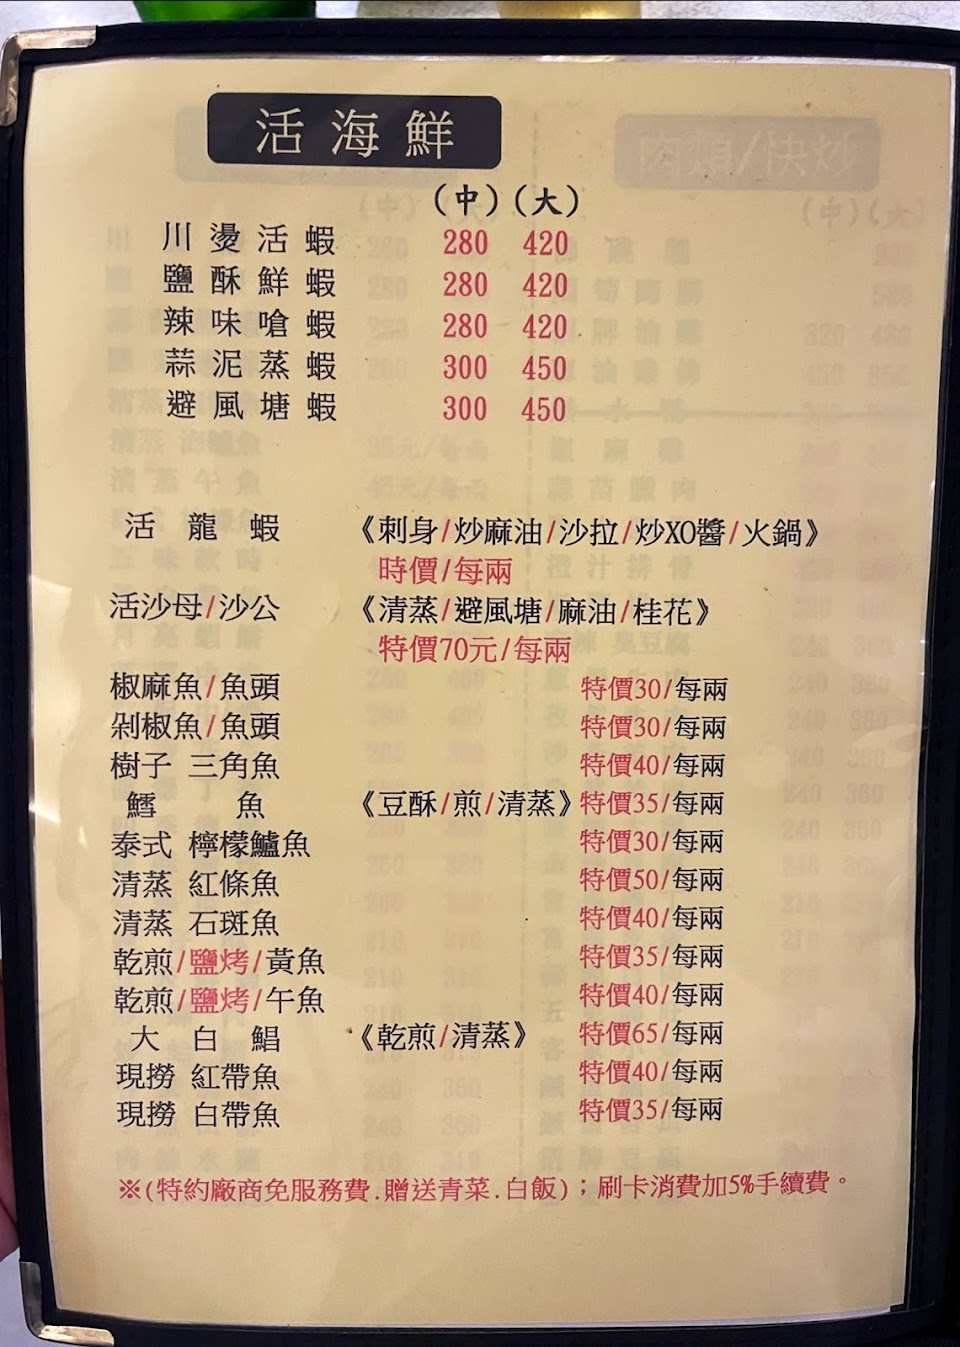 活海鮮
(中)(大)
川燙活蝦 280 420
鹽酥鮮蝦 280 420
辣味嗆蝦 280 420
蒜泥蒸蝦 300 450
避風塘蝦 300 450
活龍蝦 《刺身/炒麻油/沙拉/炒XO醬/火鍋》
時價/每兩
活沙母/沙公 《清蒸/避風塘/麻油/桂花》
特價70元/每兩
椒麻魚/魚頭 特價30/每兩
剁椒魚/魚頭 特價30/每兩
樹子 三角魚 特價40/每兩
鱈魚 《豆酥/煎/清蒸》特價35/每兩
泰式 檸檬鱸魚 特價30/每兩
清蒸 紅條魚 特價50/每兩
清蒸 石斑魚 特價40/每兩
乾煎/鹽烤/黃魚 特價35/每兩
乾煎/鹽烤/午魚 特價40/每兩
大白鯧 《乾煎/清蒸》 特價65/每兩
現撈 紅帶魚 特價40/每兩
現撈 白帶魚 特價35/每兩
※(特約廠商免服務費.贈送青菜.白飯)；刷卡消費加5%手續費。